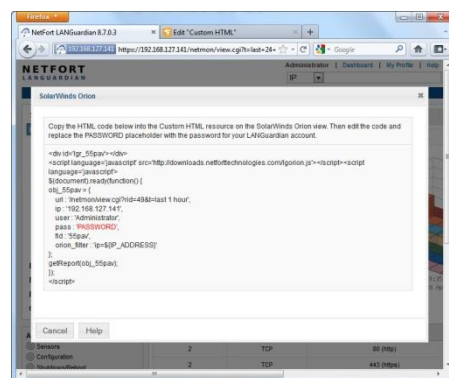 Firefox
NetFort LANGuardian 8.7.0.3
Edit "Custom HTML"
192.168.127.141 https://192.168.127.141/netmon/view.cgi?t=last+24+
Google
NETFORT
LANGUARDIAN
Administrator | Dashboard | My Profile | Help
IP
SolarWinds Orion
Copy the HTML code below into the Custom HTML resource on the SolarWinds Orion view. Then edit the code and
replace the PASSWORD placeholder with the password for your LANGuardian account.
<div id='lgr_55pav'></div>
<script language='javascript' src='http://downloads.netforttechnologies.com/lgorion.js'></script><script
language='javascript'>
$(document).ready(function() {
obj_55pav = {
url : '/netmon/view.cgi?rid=49&t=last 1 hour',
ip : '192.168.127.141',
user : 'Administrator',
pass : 'PASSWORD',
fid : '55pav',
orion_filter : 'ip=${IP_ADDRESS}'
};
getReport(obj_55pav);
});
</script>
Cancel Help
Sensors
Configuration
Shutdown/Reboot
2 TCP 80 (http)
2 TCP 443 (https)